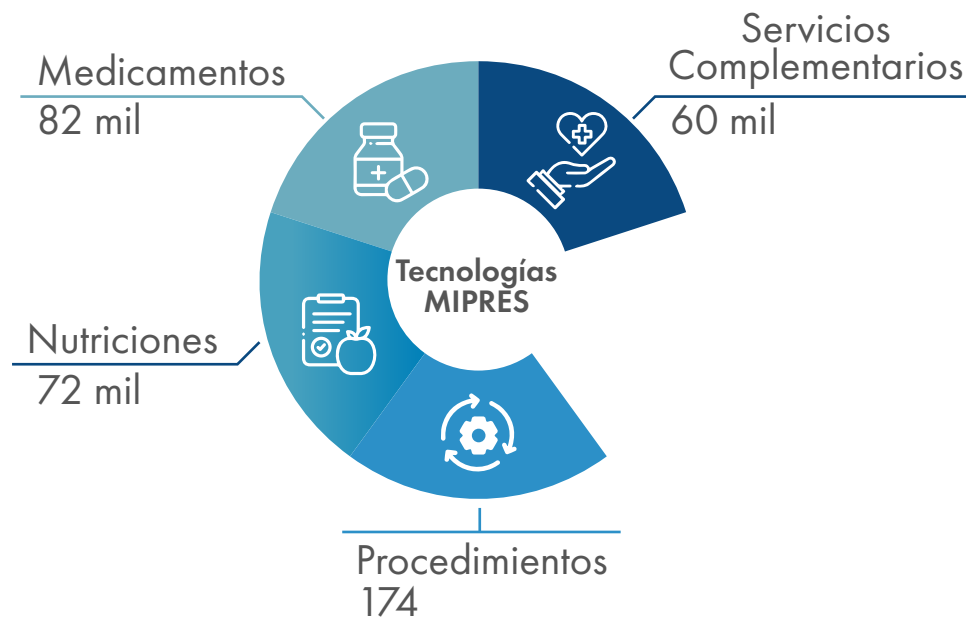 Medicamentos
82 mil
Servicios
Complementarios
60 mil
Tecnologías
MIPRES
Nutriciones
72 mil
Procedimientos
174